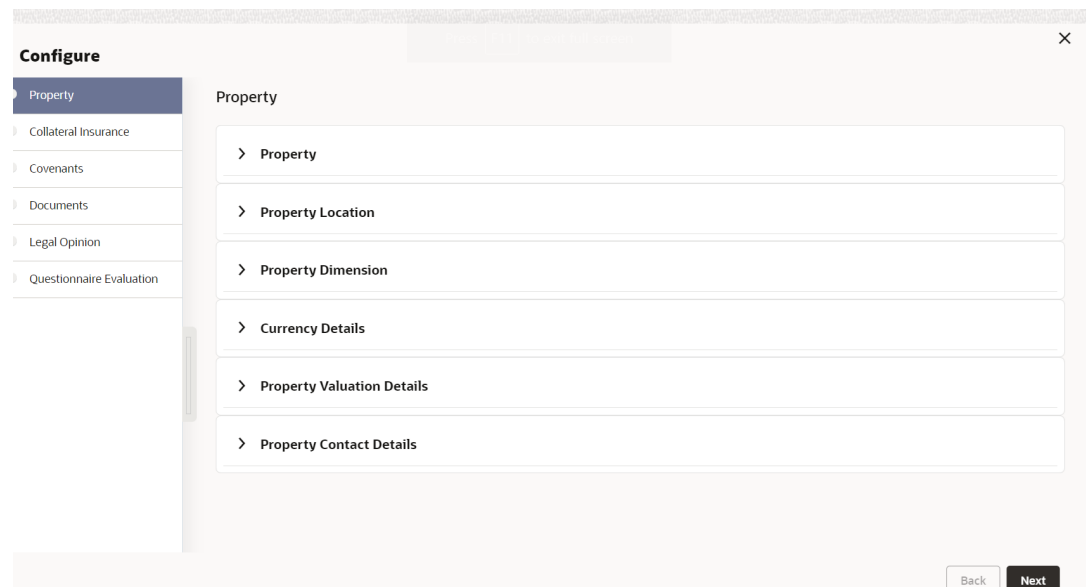 Configure
Property
Collateral Insurance
Covenants
Documents
Legal Opinion
Questionnaire Evaluation
Property
Property
Property Location
Property Dimension
Currency Details
Property Valuation Details
Property Contact Details
Back
Next